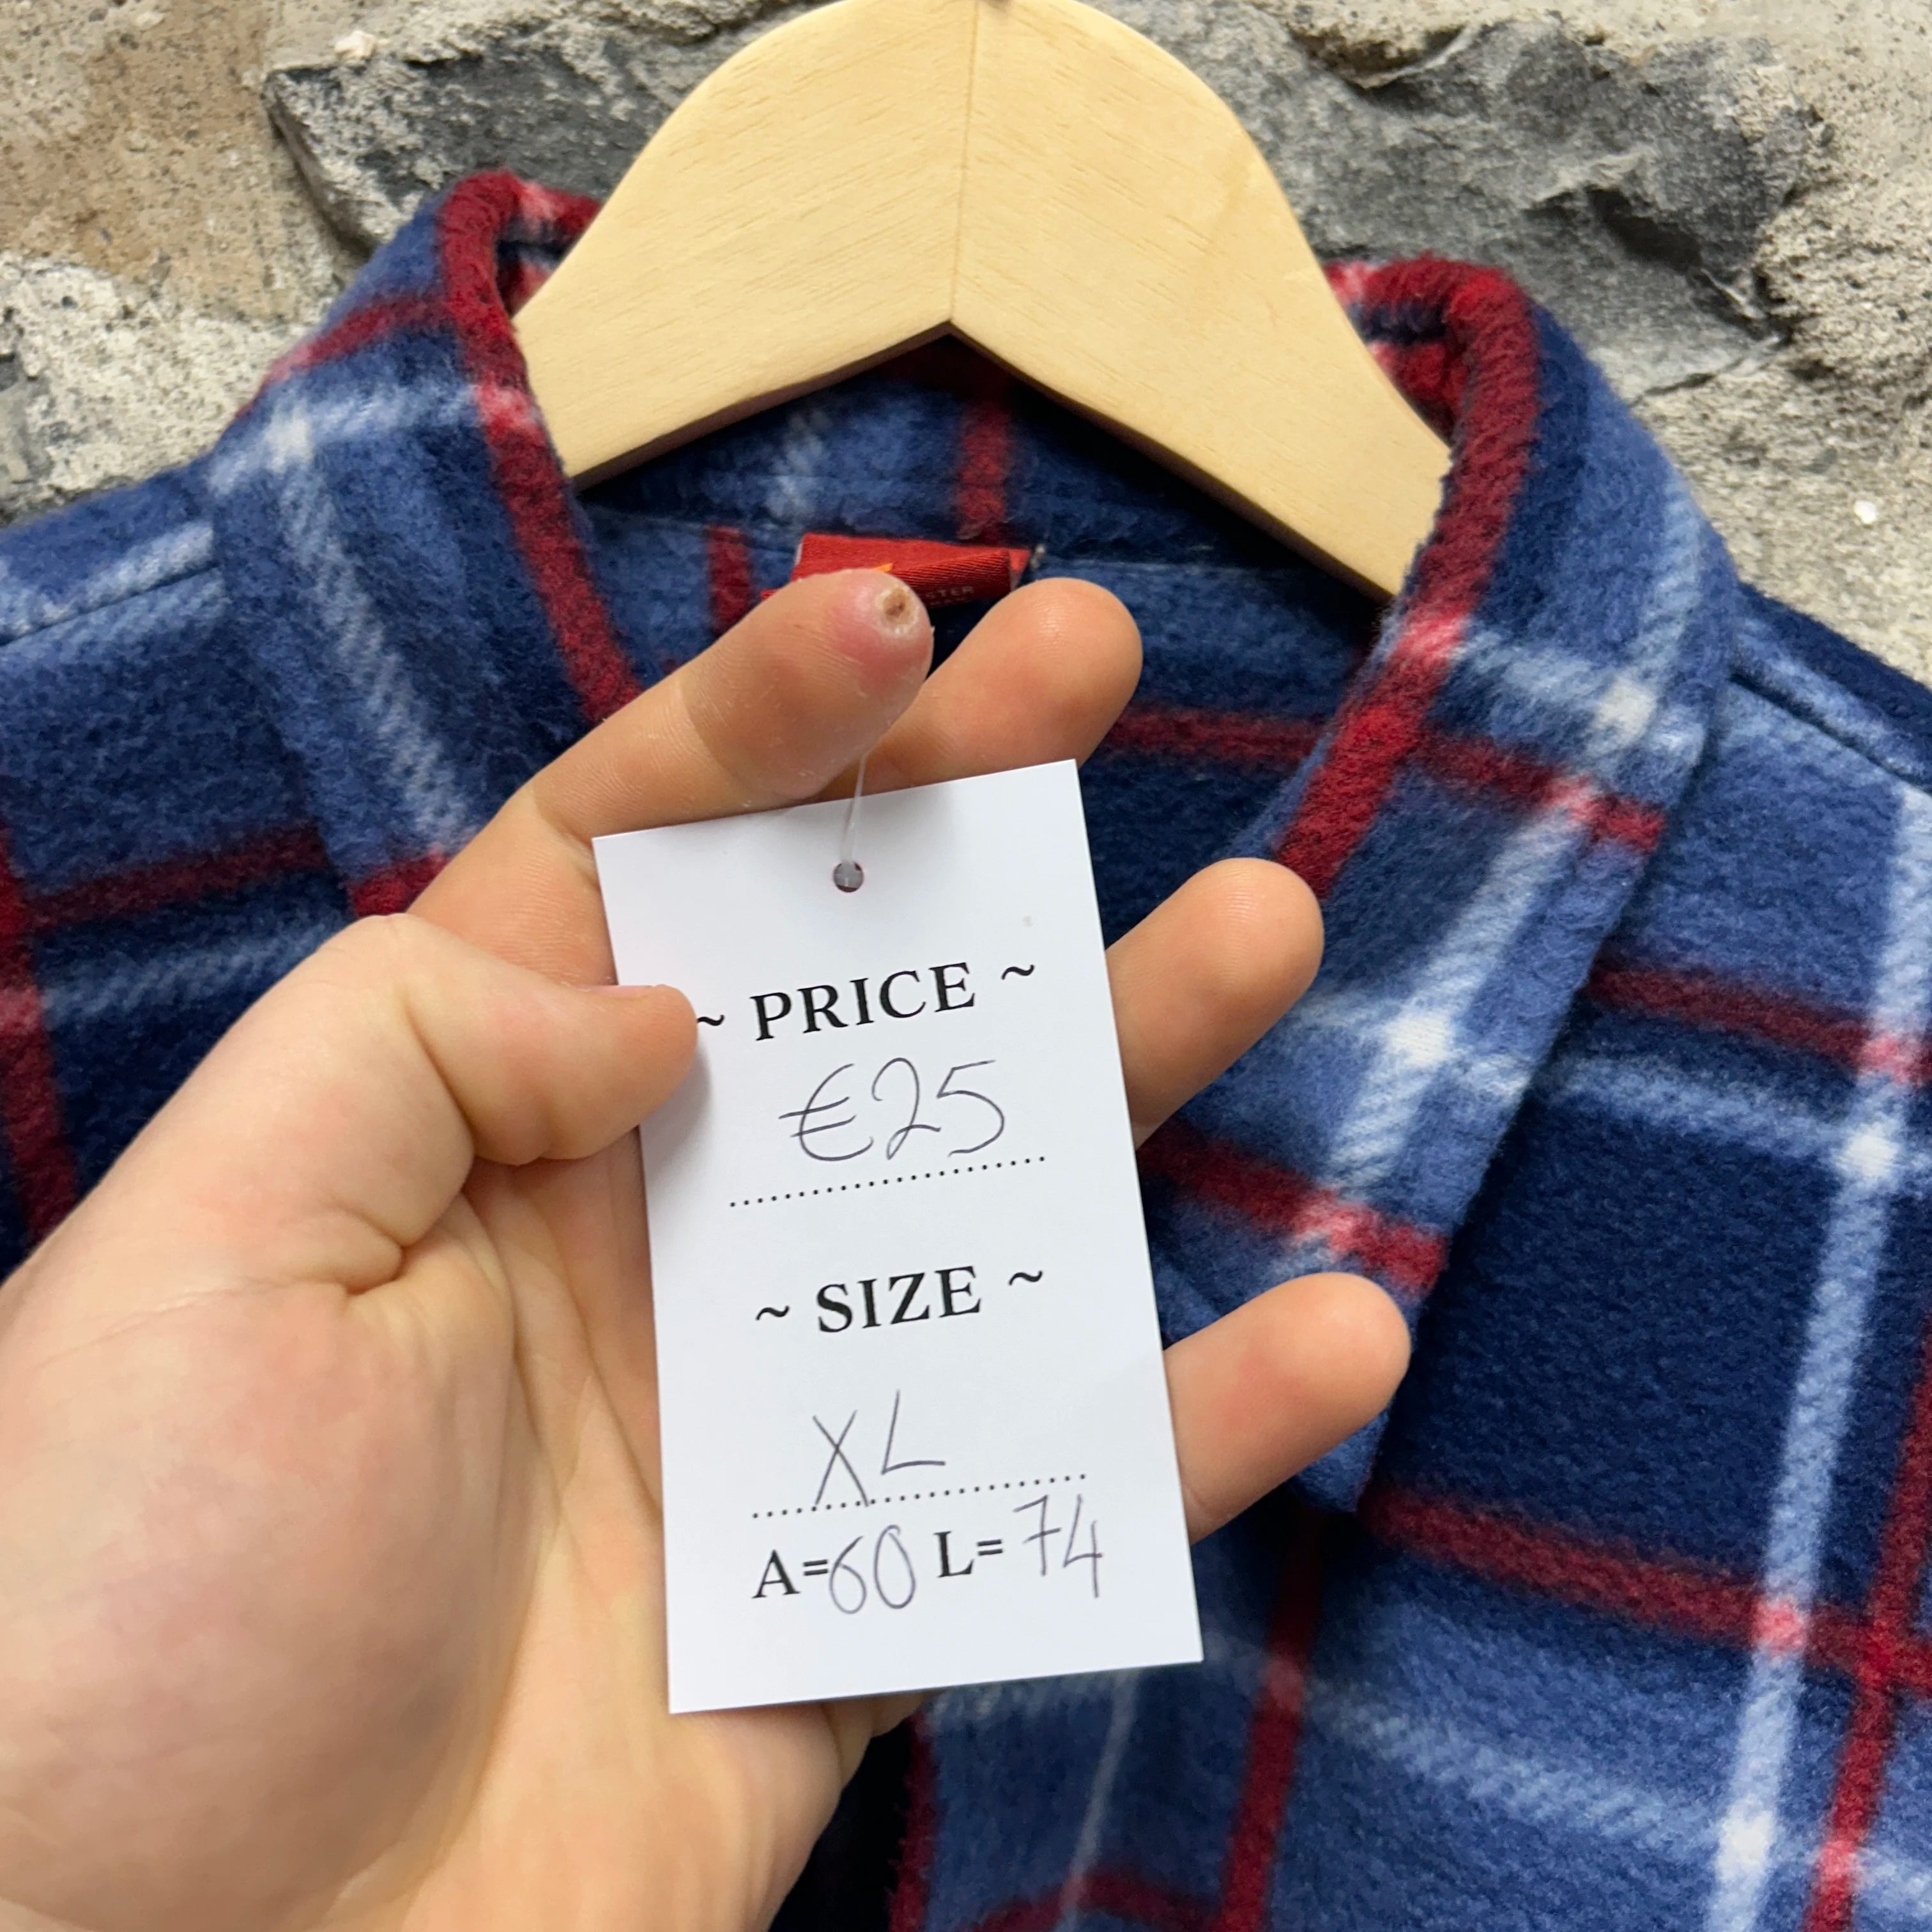 ~ PRICE ~
€25
~ SIZE ~
XL
A=60 L=74